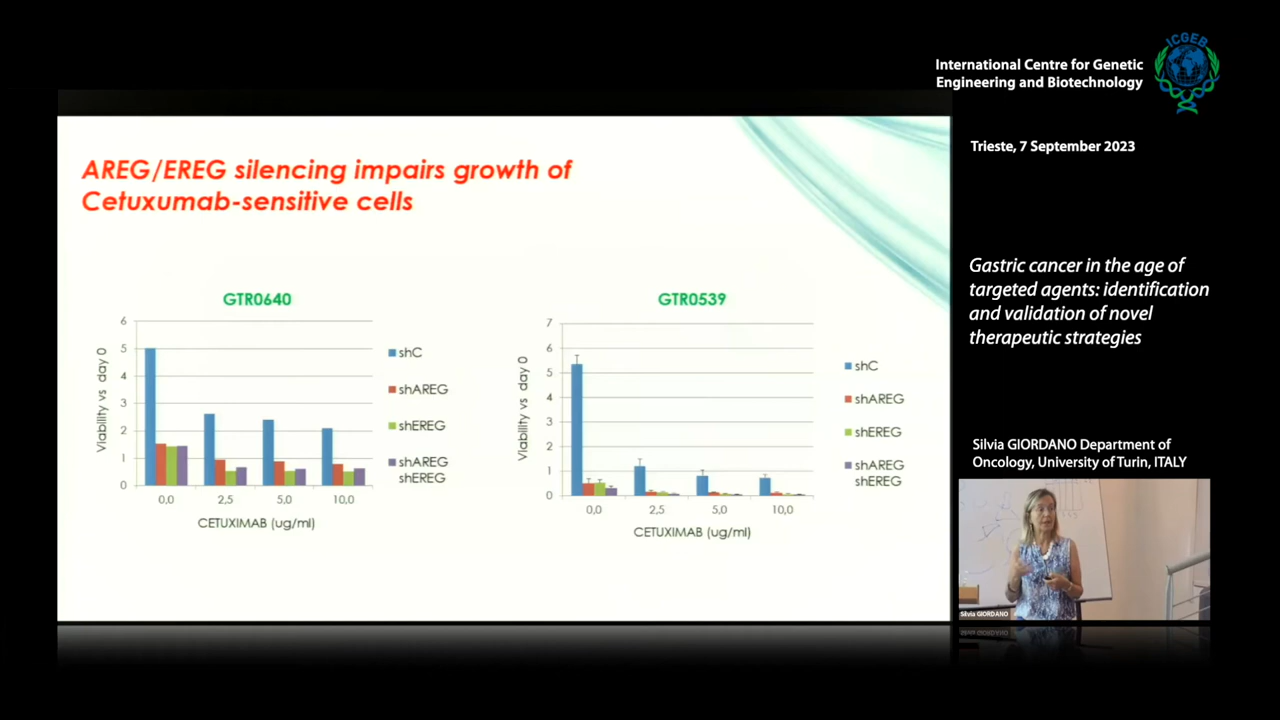 ICGEB
International Centre for Genetic
Engineering and Biotechnology
Trieste, 7 September 2023
AREG/EREG silencing impairs growth of
Cetuxumab-sensitive cells
GTR0640
Viability vs day 0
6
5
4
3
2
1
0
0,0 2,5 5,0 10,0
CETUXIMAB (ug/ml)
shC
shAREG
shEREG
shAREG
shEREG
GTR0539
Viability vs day 0
7
6
5
4
3
2
1
0
0,0 2,5 5,0 10,0
CETUXIMAB (ug/ml)
shC
shAREG
shEREG
shAREG
shEREG
Gastric cancer in the age of
targeted agents: identification
and validation of novel
therapeutic strategies
Silvia GIORDANO Department of
Oncology, University of Turin, ITALY
Silvia GIORDANO